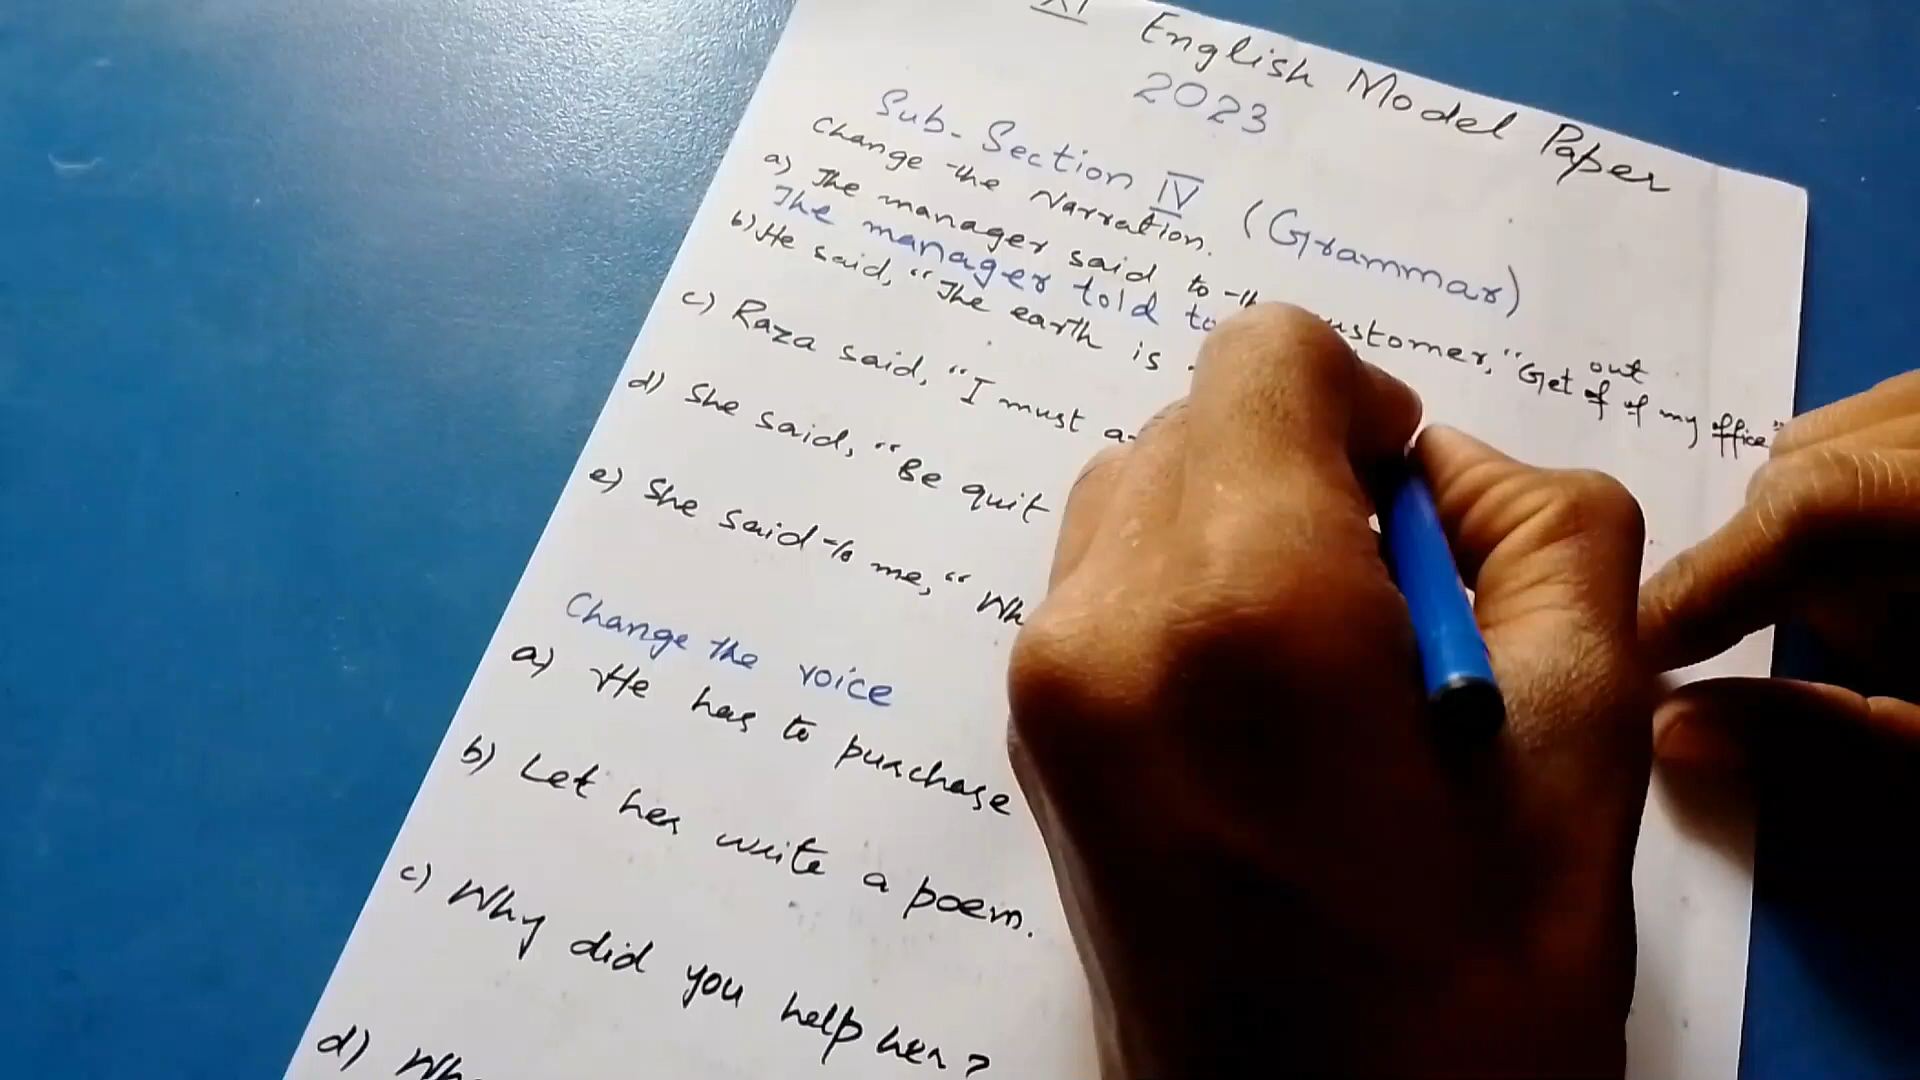 XI English Model Paper
2023
Sub-Section IV (Grammar)
Change the Narration.
a) The manager said to the customer, "Get out of of my office"
The manager told to
b) He said, "The earth is
c) Raza said, "I must
d) She said, "Be quit
e) She said to me, "Wh
Change the voice
a) He has to purchase
b) Let her write a poem.
c) Why did you help her?
d) Wh